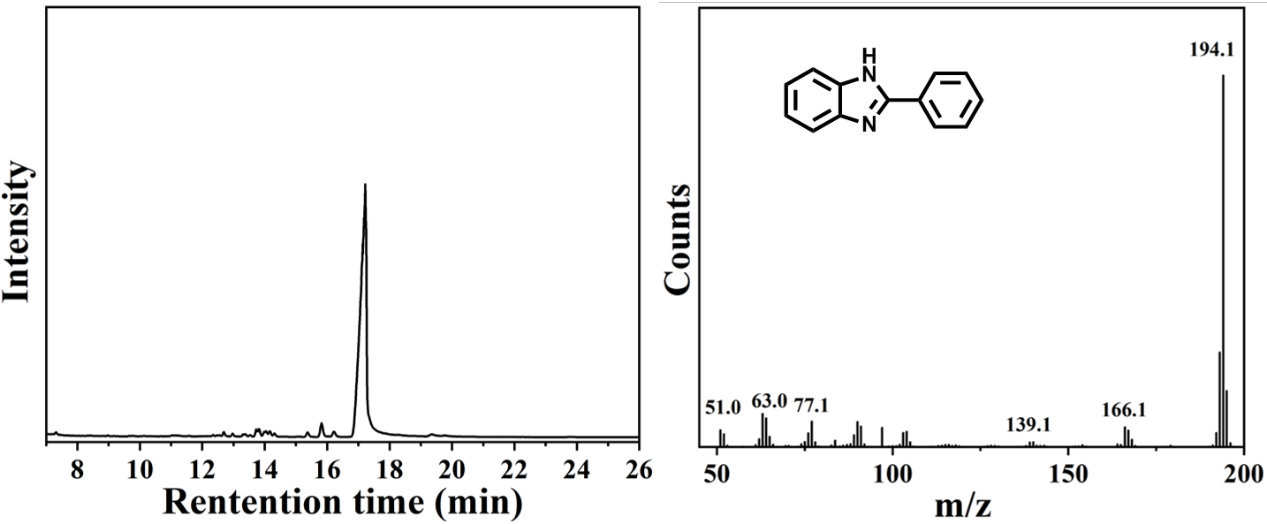 Intensity
8 10 12 14 16 18 20 22 24 26
Rentention time (min)
Counts
H
N
N
194.1
51.0 63.0 77.1
139.1
166.1
50 100 150 200
m/z